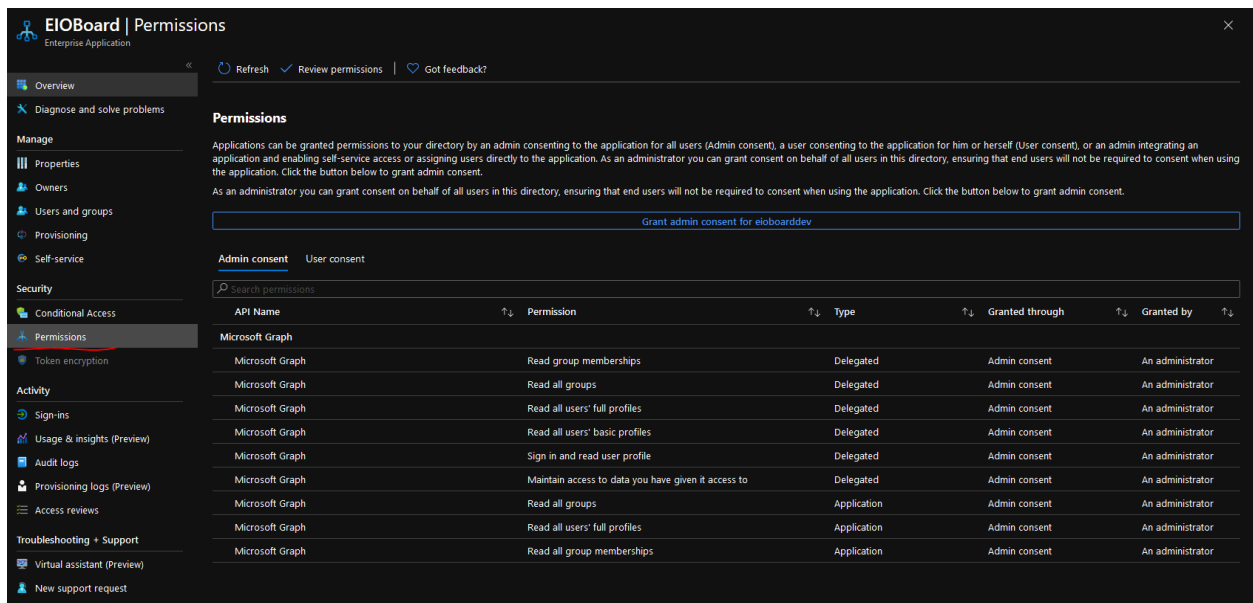 EIOBoard | Permissions
Enterprise Application
«
Refresh Review permissions | Got feedback?
Overview
Diagnose and solve problems
Manage
Properties
Owners
Users and groups
Provisioning
Self-service
Security
Conditional Access
Permissions
Token encryption
Activity
Sign-ins
Usage & insights (Preview)
Audit logs
Provisioning logs (Preview)
Access reviews
Troubleshooting + Support
Virtual assistant (Preview)
New support request
Permissions
Applications can be granted permissions to your directory by an admin consenting to the application for all users (Admin consent), a user consenting to the application for him or herself (User consent), or an admin integrating an
application and enabling self-service access or assigning users directly to the application. As an administrator you can grant consent on behalf of all users in this directory, ensuring that end users will not be required to consent when using
the application. Click the button below to grant admin consent.
As an administrator you can grant consent on behalf of all users in this directory, ensuring that end users will not be required to consent when using the application. Click the button below to grant admin consent.
Grant admin consent for eioboarddev
Admin consent User consent
Search permissions
API Name Permission Type Granted through Granted by
Microsoft Graph
Microsoft Graph Read group memberships Delegated Admin consent An administrator
Microsoft Graph Read all groups Delegated Admin consent An administrator
Microsoft Graph Read all users' full profiles Delegated Admin consent An administrator
Microsoft Graph Read all users' basic profiles Delegated Admin consent An administrator
Microsoft Graph Sign in and read user profile Delegated Admin consent An administrator
Microsoft Graph Maintain access to data you have given it access to Delegated Admin consent An administrator
Microsoft Graph Read all groups Application Admin consent An administrator
Microsoft Graph Read all users' full profiles Application Admin consent An administrator
Microsoft Graph Read all group memberships Application Admin consent An administrator